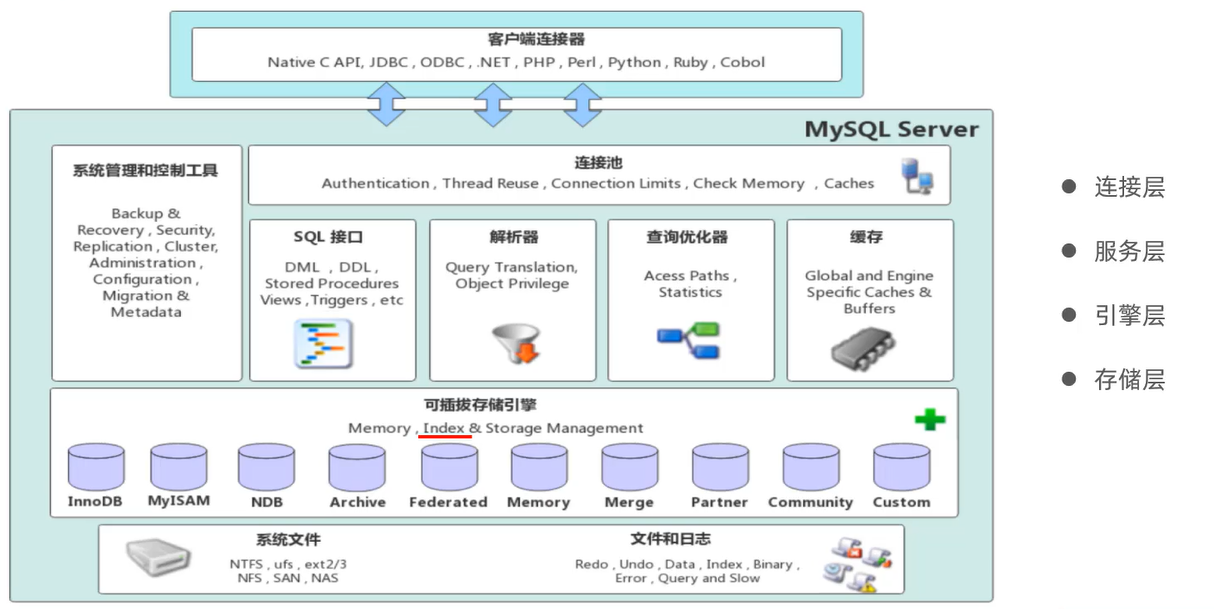 客户端连接器
Native C API, JDBC , ODBC , .NET , PHP , Perl , Python , Ruby , Cobol
MySQL Server
系统管理和控制工具
Backup &
Recovery , Security,
Replication , Cluster,
Administration ,
Configuration ,
Migration &
Metadata
连接池
Authentication , Thread Reuse , Connection Limits , Check Memory , Caches
SQL 接口
DML , DDL ,
Stored Procedures
Views ,Triggers , etc
解析器
Query Translation,
Object Privilege
查询优化器
Acess Paths ,
Statistics
缓存
Global and Engine
Specific Caches &
Buffers
可插拔存储引擎
Memory , Index & Storage Management
InnoDB
MyISAM
NDB
Archive
Federated
Memory
Merge
Partner
Community
Custom
系统文件
NTFS , ufs , ext2/3
NFS , SAN , NAS
文件和日志
Redo , Undo , Data , Index , Binary ,
Error , Query and Slow
● 连接层
● 服务层
● 引擎层
● 存储层